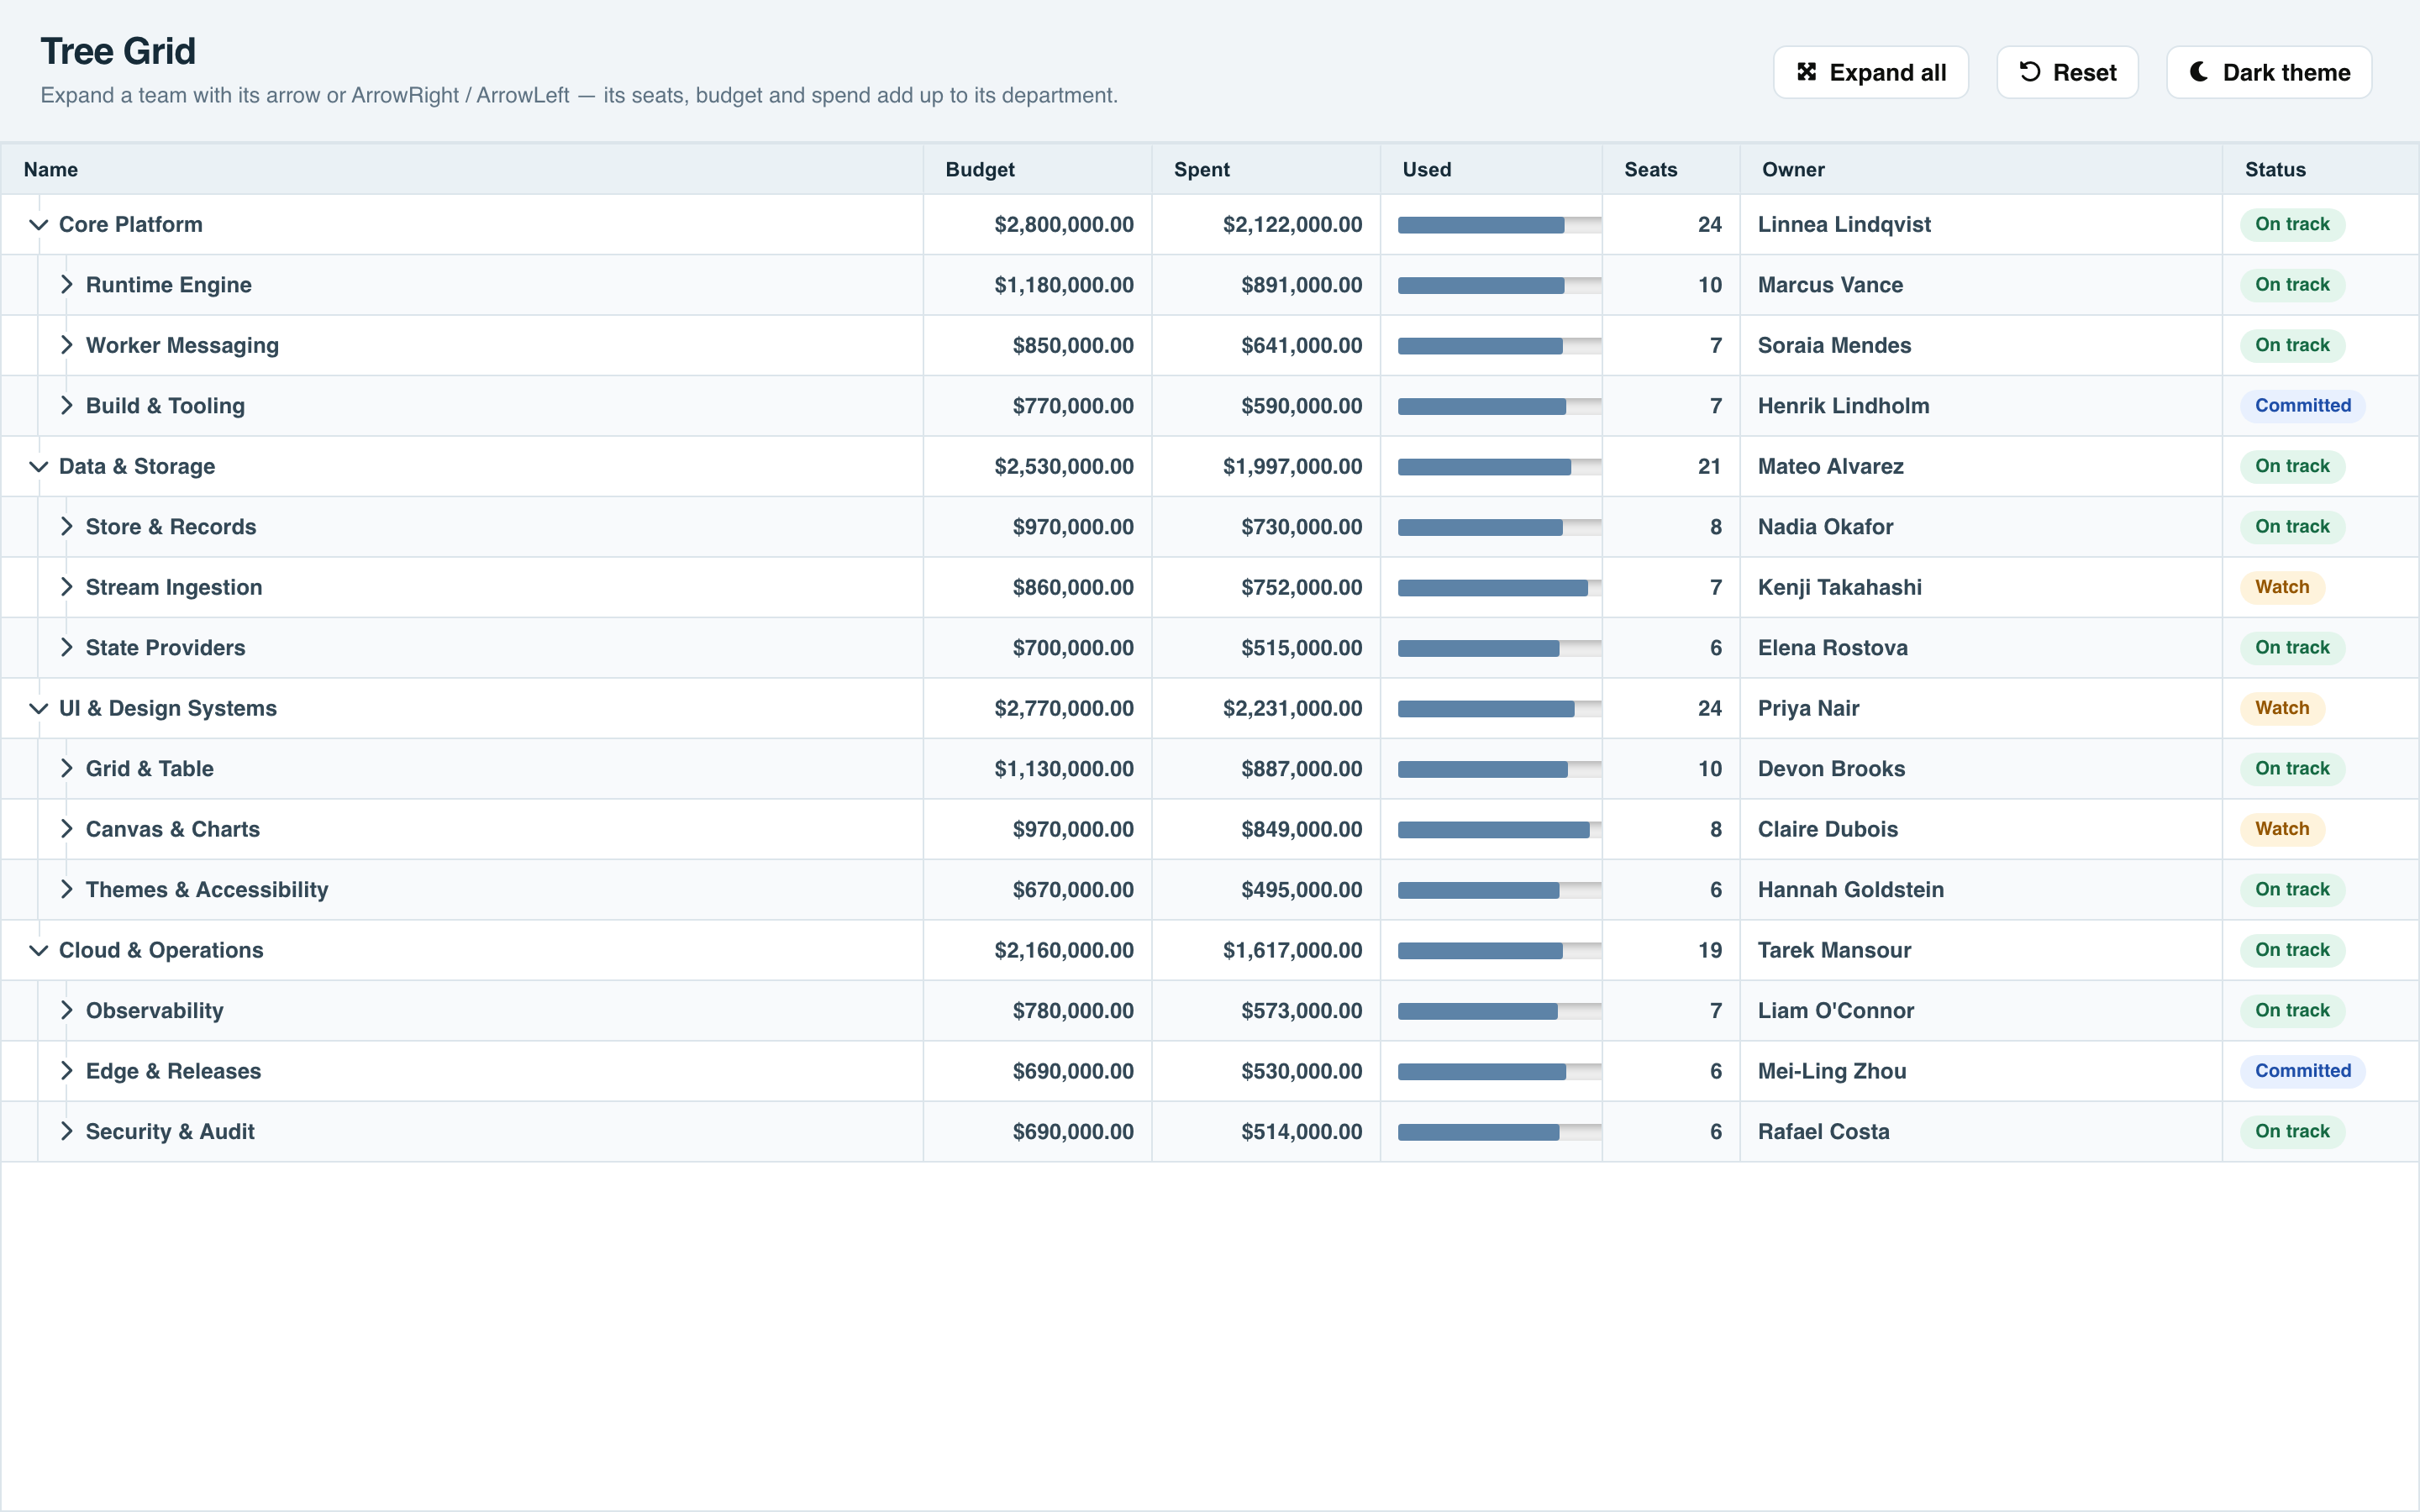 Tree Grid
Expand a team with its arrow or ArrowRight / ArrowLeft — its seats, budget and spend add up to its department.
Expand all Reset Dark theme
Name Budget Spent Used Seats Owner Status
Core Platform $2,800,000.00 $2,122,000.00 24 Linnea Lindqvist On track
Runtime Engine $1,180,000.00 $891,000.00 10 Marcus Vance On track
Worker Messaging $850,000.00 $641,000.00 7 Soraia Mendes On track
Build & Tooling $770,000.00 $590,000.00 7 Henrik Lindholm Committed
Data & Storage $2,530,000.00 $1,997,000.00 21 Mateo Alvarez On track
Store & Records $970,000.00 $730,000.00 8 Nadia Okafor On track
Stream Ingestion $860,000.00 $752,000.00 7 Kenji Takahashi Watch
State Providers $700,000.00 $515,000.00 6 Elena Rostova On track
UI & Design Systems $2,770,000.00 $2,231,000.00 24 Priya Nair Watch
Grid & Table $1,130,000.00 $887,000.00 10 Devon Brooks On track
Canvas & Charts $970,000.00 $849,000.00 8 Claire Dubois Watch
Themes & Accessibility $670,000.00 $495,000.00 6 Hannah Goldstein On track
Cloud & Operations $2,160,000.00 $1,617,000.00 19 Tarek Mansour On track
Observability $780,000.00 $573,000.00 7 Liam O'Connor On track
Edge & Releases $690,000.00 $530,000.00 6 Mei-Ling Zhou Committed
Security & Audit $690,000.00 $514,000.00 6 Rafael Costa On track